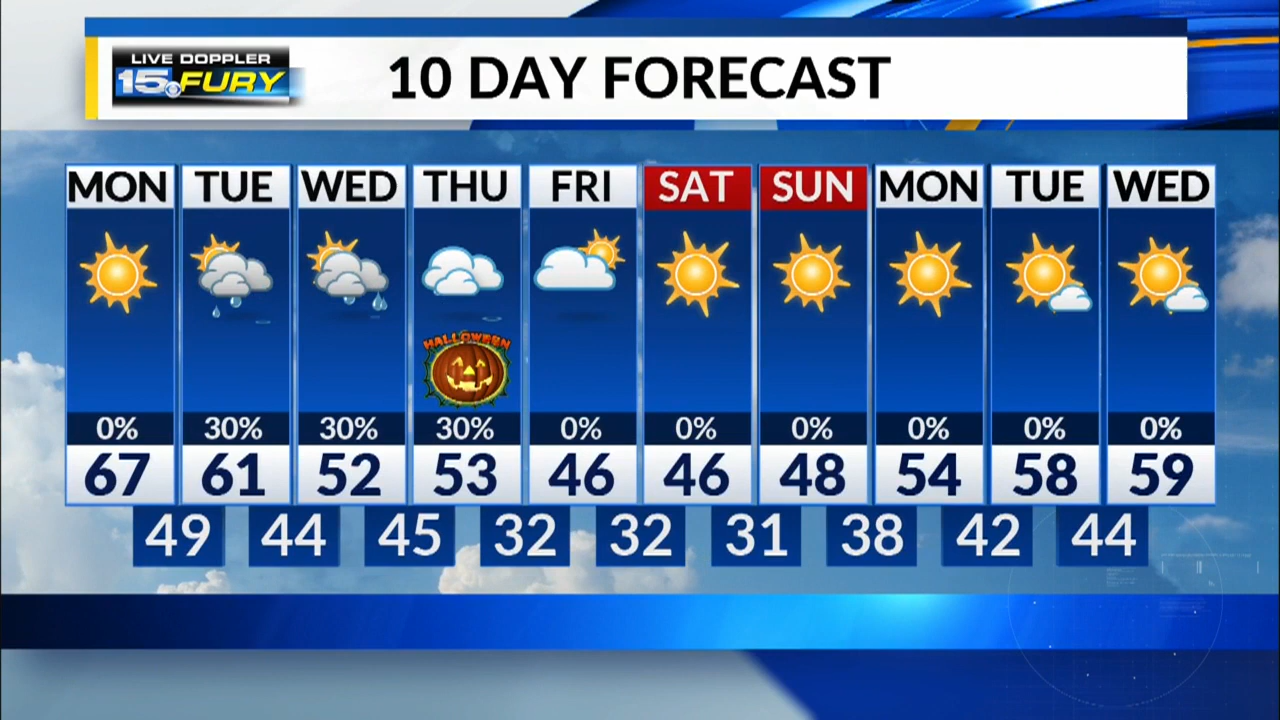 LIVE DOPPLER
15 FURY
10 DAY FORECAST
MON TUE WED THU FRI SAT SUN MON TUE WED
HALLOWEEN
0% 30% 30% 30% 0% 0% 0% 0% 0% 0%
67 61 52 53 46 46 48 54 58 59
49 44 45 32 32 31 38 42 44